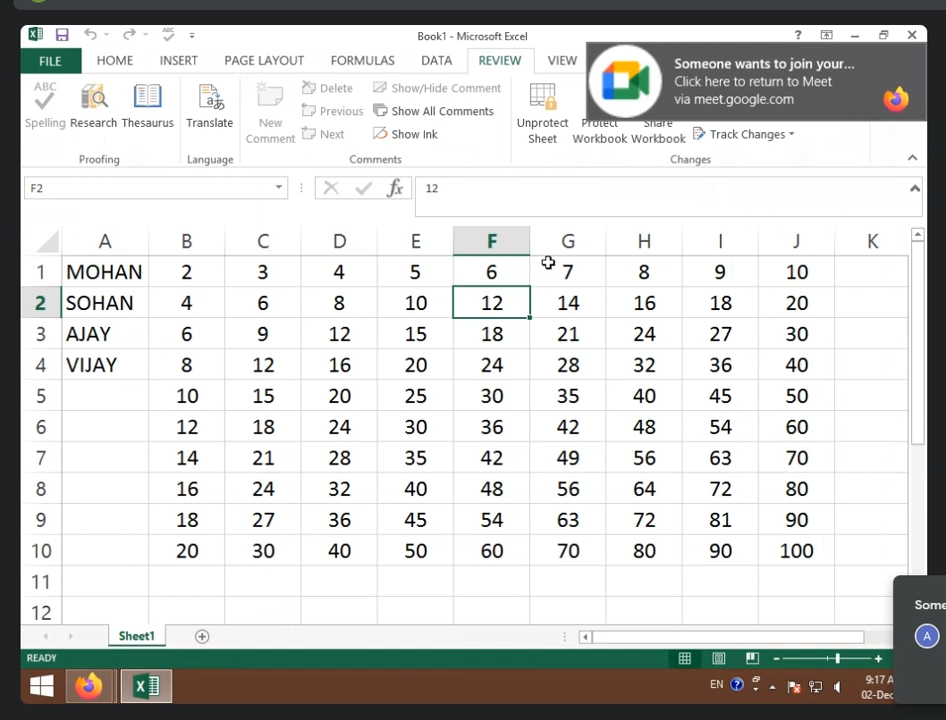 Book1 - Microsoft Excel
?
FILE HOME INSERT PAGE LAYOUT FORMULAS DATA REVIEW VIEW
Someone wants to join your...
Click here to return to Meet
via meet.google.com
ABC
Spelling Research Thesaurus
Proofing
Translate
Language
New Comment
Delete
Previous
Next
Show/Hide Comment
Show All Comments
Show Ink
Comments
Unprotect Sheet
Protect Workbook
Share Workbook
Track Changes
Changes
F2 fx 12
A B C D E F G H I J K
1 MOHAN 2 3 4 5 6 7 8 9 10
2 SOHAN 4 6 8 10 12 14 16 18 20
3 AJAY 6 9 12 15 18 21 24 27 30
4 VIJAY 8 12 16 20 24 28 32 36 40
5 10 15 20 25 30 35 40 45 50
6 12 18 24 30 36 42 48 54 60
7 14 21 28 35 42 49 56 63 70
8 16 24 32 40 48 56 64 72 80
9 18 27 36 45 54 63 72 81 90
10 20 30 40 50 60 70 80 90 100
11
12
Sheet1
Some
A
READY
EN
9:17 A
02-Dec